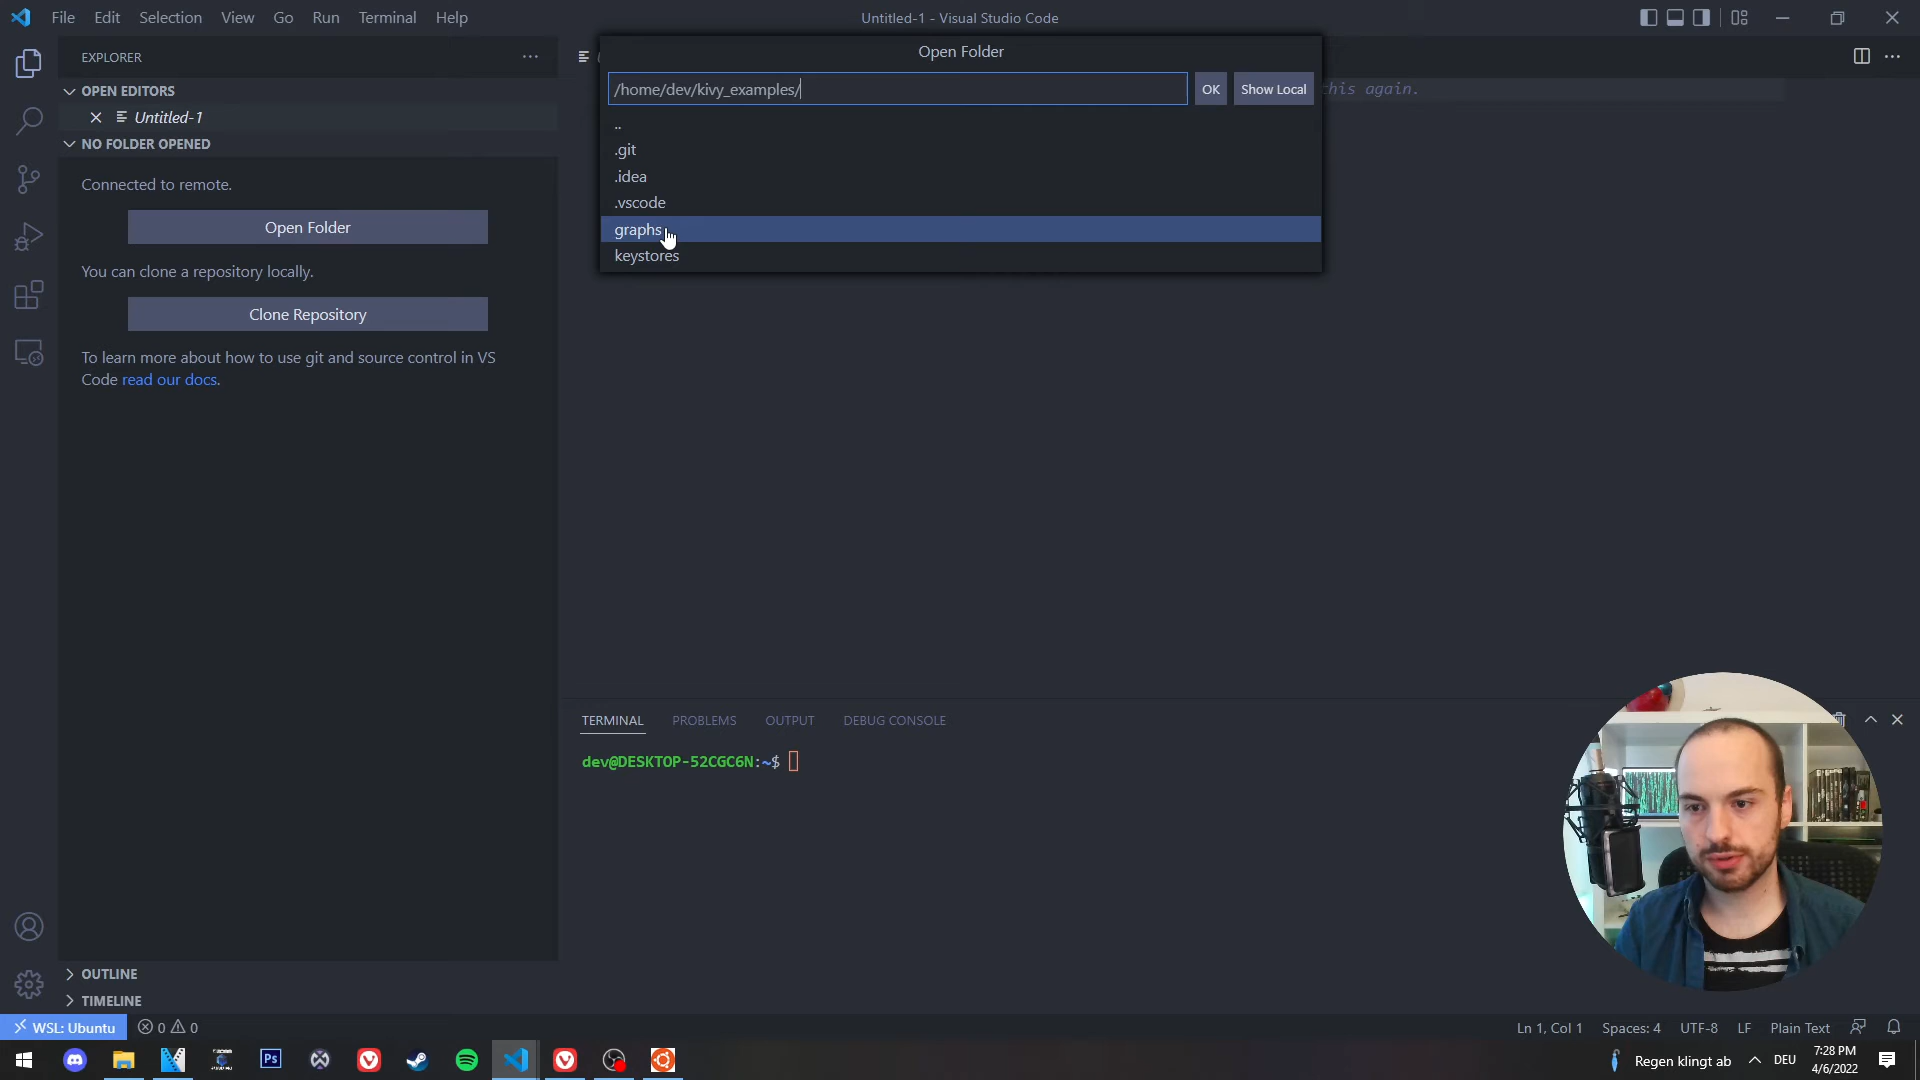 File Edit Selection View Go Run Terminal Help
Untitled-1 - Visual Studio Code
EXPLORER
OPEN EDITORS
Untitled-1
NO FOLDER OPENED
Connected to remote.
Open Folder
You can clone a repository locally.
Clone Repository
To learn more about how to use git and source control in VS
Code read our docs.
OUTLINE
TIMELINE
Open Folder
/home/dev/kivy_examples/
OK
Show Local
this again.
..
.git
.idea
.vscode
graphs
keystores
TERMINAL PROBLEMS OUTPUT DEBUG CONSOLE
dev@DESKTOP-52CGC6N:~$
WSL: Ubuntu 0 0
Ln 1, Col 1 Spaces: 4 UTF-8 LF Plain Text
Ps
Regen klingt ab
DEU
7:28 PM
4/6/2022